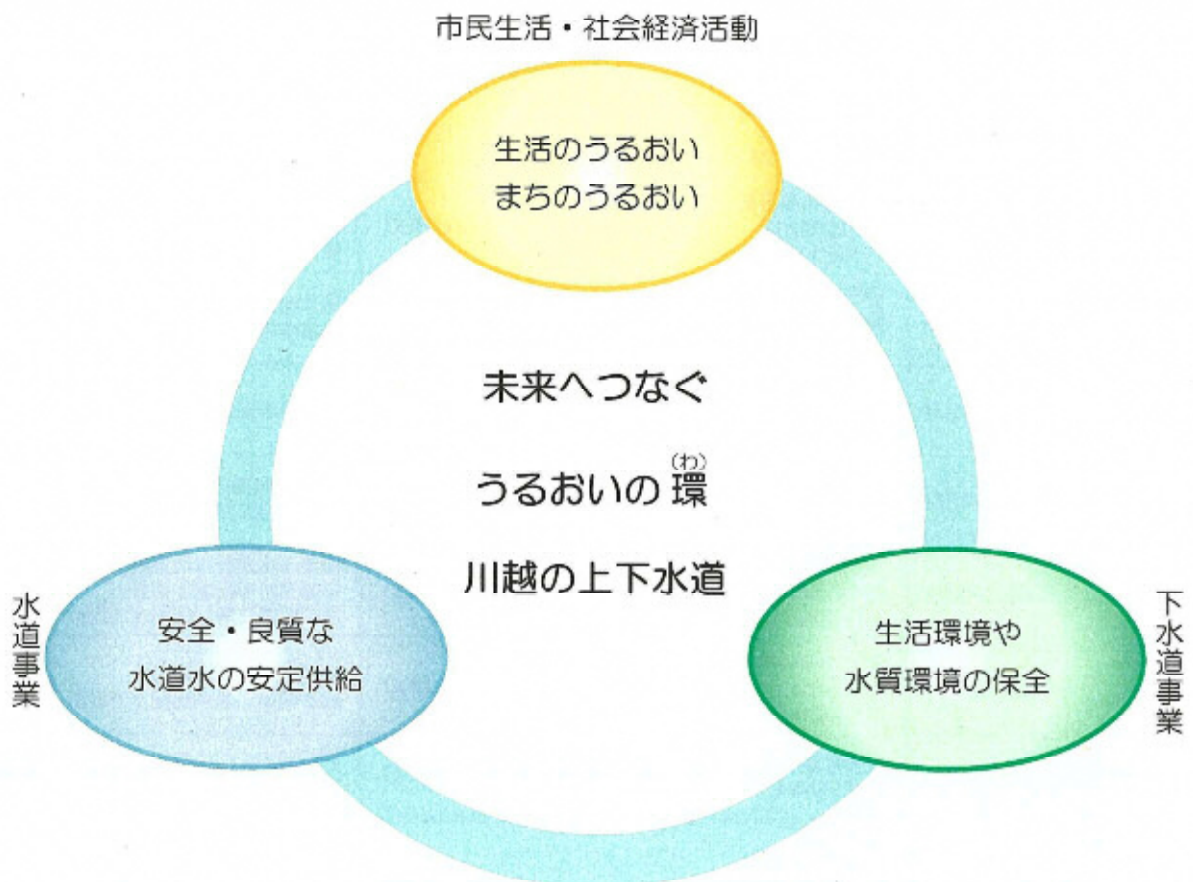 市民生活・社会経済活動
生活のうるおい
まちのうるおい
未来へつなぐ
(わ)
うるおいの環
川越の上下水道
水道事業
安全・良質な
水道水の安定供給
生活環境や
水質環境の保全
下水道事業